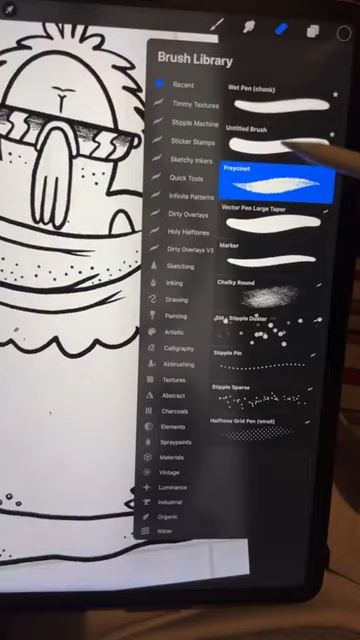 Brush Library
Recent
Timmy Textures
Stipple Machine
Sticker Stamps
Sketchy Inkers
Quick Tools
Infinite Patterns
Dirty Overlays
Holy Halftones
Dirty Overlays V3
Sketching
Inking
Drawing
Painting
Artistic
Calligraphy
Airbrushing
Textures
Abstract
Charcoals
Elements
Spraypaints
Materials
Vintage
Luminance
Industrial
Organic
Water
Wet Pen (chonk)
Untitled Brush
Freycinet
Vector Pen Large Taper
Marker
Chalky Round
SM - Stipple Duster
Stipple Pin
Stipple Sparse
Halftone Grid Pen (small)